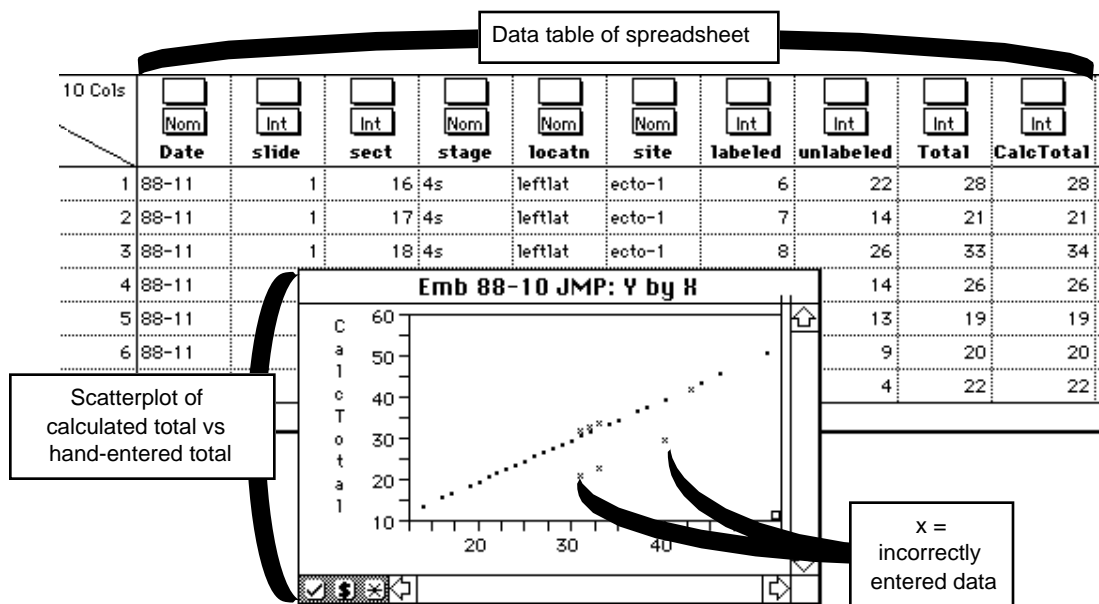 Data table of spreadsheet
10 Cols
Nom Int Int Nom Nom Nom Int Int Int Int
Date slide sect stage locatn site labeled unlabeled Total CalcTotal
1 88-11 1 16 4s leftlat ecto-1 6 22 28 28
2 88-11 1 17 4s leftlat ecto-1 7 14 21 21
3 88-11 1 18 4s leftlat ecto-1 8 26 33 34
4 88-11 14 26 26
5 88-11 13 19 19
6 88-11 9 20 20
4 22 22
Emb 88-10 JMP: Y by X
CalcTotal
60
50
40
30
20
10
20 30 40
Scatterplot of
calculated total vs
hand-entered total
x =
incorrectly
entered data